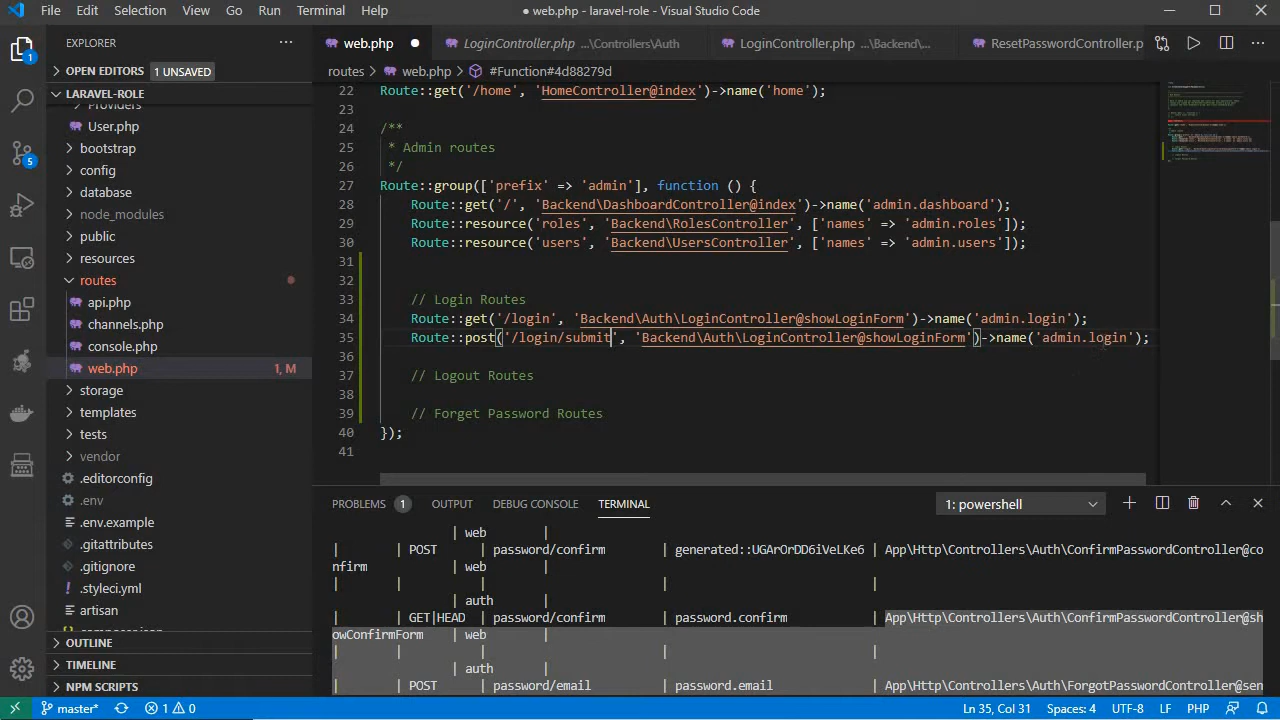 File Edit Selection View Go Run Terminal Help
● web.php - laravel-role - Visual Studio Code
EXPLORER
web.php
LoginController.php ...\Controllers\Auth
LoginController.php ...\Backend\...
ResetPasswordController.p
OPEN EDITORS 1 UNSAVED
routes > web.php > #Function#4d88279d
LARAVEL-ROLE
Providers
User.php
bootstrap
config
database
node_modules
public
resources
routes
api.php
channels.php
console.php
web.php 1, M
storage
templates
tests
vendor
.editorconfig
.env
.env.example
.gitattributes
.gitignore
.styleci.yml
artisan
composer.json
OUTLINE
TIMELINE
NPM SCRIPTS
1
5
22 Route::get('/home', 'HomeController@index')->name('home');
23
24 /**
25 * Admin routes
26 */
27 Route::group(['prefix' => 'admin'], function () {
28 Route::get('/', 'Backend\DashboardController@index')->name('admin.dashboard');
29 Route::resource('roles', 'Backend\RolesController', ['names' => 'admin.roles']);
30 Route::resource('users', 'Backend\UsersController', ['names' => 'admin.users']);
31
32
33 // Login Routes
34 Route::get('/login', 'Backend\Auth\LoginController@showLoginForm')->name('admin.login');
35 Route::post('/login/submit', 'Backend\Auth\LoginController@showLoginForm')->name('admin.login');
36
37 // Logout Routes
38
39 // Forget Password Routes
40 });
41
PROBLEMS 1 OUTPUT DEBUG CONSOLE TERMINAL
1: powershell
| web |
| | POST | password/confirm | generated::UGArOrDD6iVeLKe6 | App\Http\Controllers\Auth\ConfirmPasswordController@co
nfirm | web |
| | | | |
| auth |
| | GET|HEAD | password/confirm | password.confirm | App\Http\Controllers\Auth\ConfirmPasswordController@sh
owConfirmForm | web |
| | | | |
| auth |
| | POST | password/email | password.email | App\Http\Controllers\Auth\ForgotPasswordController@sen
master* 1 0
Ln 35, Col 31 Spaces: 4 UTF-8 LF PHP